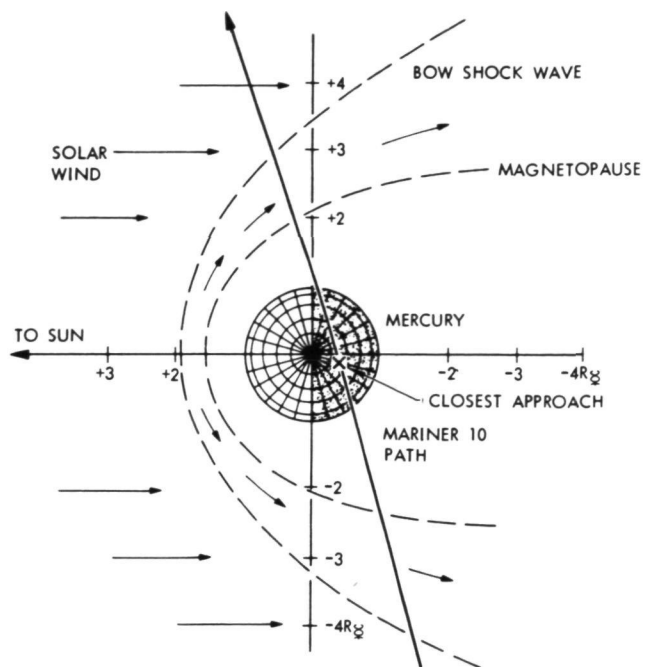 +4
BOW SHOCK WAVE
SOLAR
WIND
+3
MAGNETOPAUSE
+2
MERCURY
TO SUN
+3
+2
-2
-3
-4R
CLOSEST APPROACH
MARINER 10
PATH
-2
-3
-4R